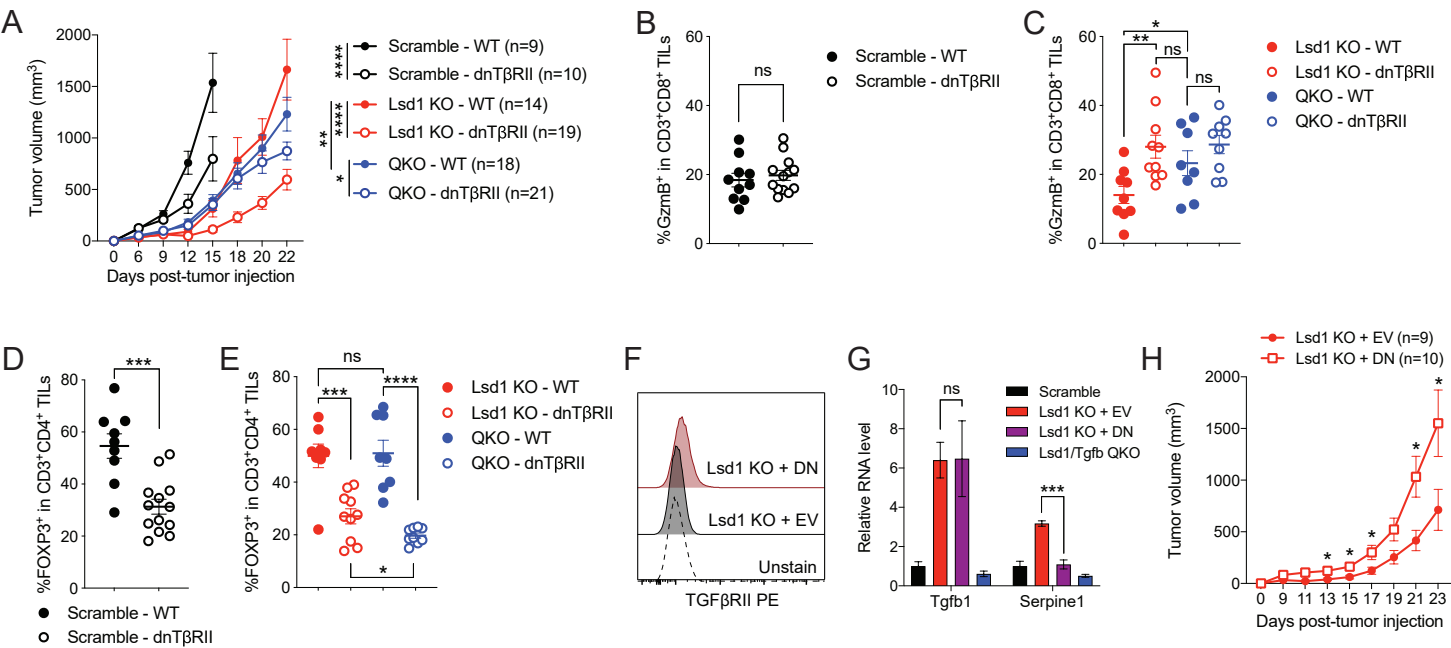 A
Tumor volume (mm³)
2000
1500
1000
500
0
0 6 9 12 15 18 20 22
Days post-tumor injection
**** Scramble - WT (n=9)
Scramble - dnTβRII (n=10)
**** Lsd1 KO - WT (n=14)
Lsd1 KO - dnTβRII (n=19)
**
* QKO - WT (n=18)
QKO - dnTβRII (n=21)
B
%GzmB⁺ in CD3⁺CD8⁺ TILs
60
40
20
0
ns
Scramble - WT
Scramble - dnTβRII
C
%GzmB⁺ in CD3⁺CD8⁺ TILs
60
40
20
0
*
** ns
ns
Lsd1 KO - WT
Lsd1 KO - dnTβRII
QKO - WT
QKO - dnTβRII
D
%FOXP3⁺ in CD3⁺CD4⁺ TILs
80
60
40
20
0
***
Scramble - WT
Scramble - dnTβRII
E
%FOXP3⁺ in CD3⁺CD4⁺ TILs
80
60
40
20
0
ns
*** ****
*
Lsd1 KO - WT
Lsd1 KO - dnTβRII
QKO - WT
QKO - dnTβRII
F
Lsd1 KO + DN
Lsd1 KO + EV
Unstain
TGFβRII PE
G
Relative RNA level
10
8
6
4
2
0
ns
***
Tgfb1 Serpine1
Scramble
Lsd1 KO + EV
Lsd1 KO + DN
Lsd1/Tgfb QKO
H
Lsd1 KO + EV (n=9)
Lsd1 KO + DN (n=10)
Tumor volume (mm³)
2000
1500
1000
500
0
* * * * *
0 9 11 13 15 17 19 21 23
Days post-tumor injection